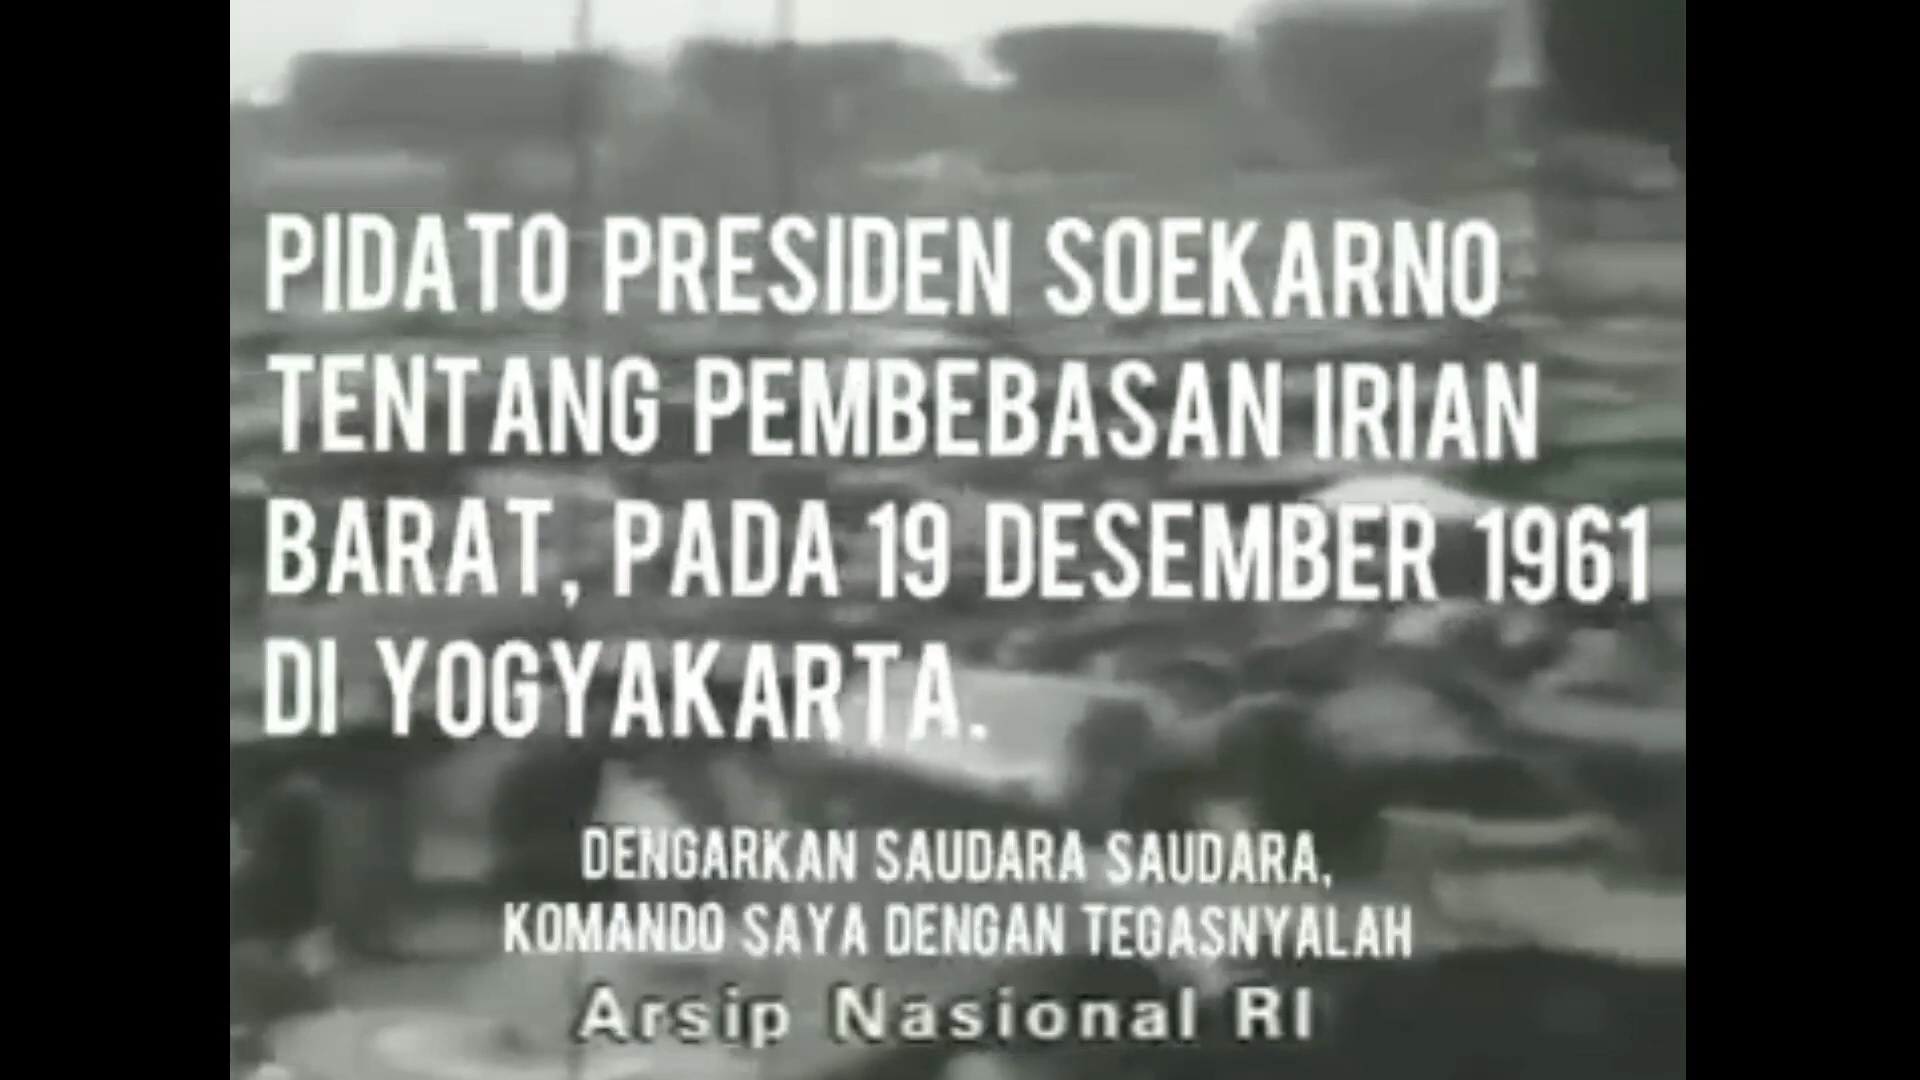 PIDATO PRESIDEN SOEKARNO
TENTANG PEMBEBASAN IRIAN
BARAT, PADA 19 DESEMBER 1961
DI YOGYAKARTA.
DENGARKAN SAUDARA SAUDARA,
KOMANDO SAYA DENGAN TEGASNYALAH
Arsip Nasional RI